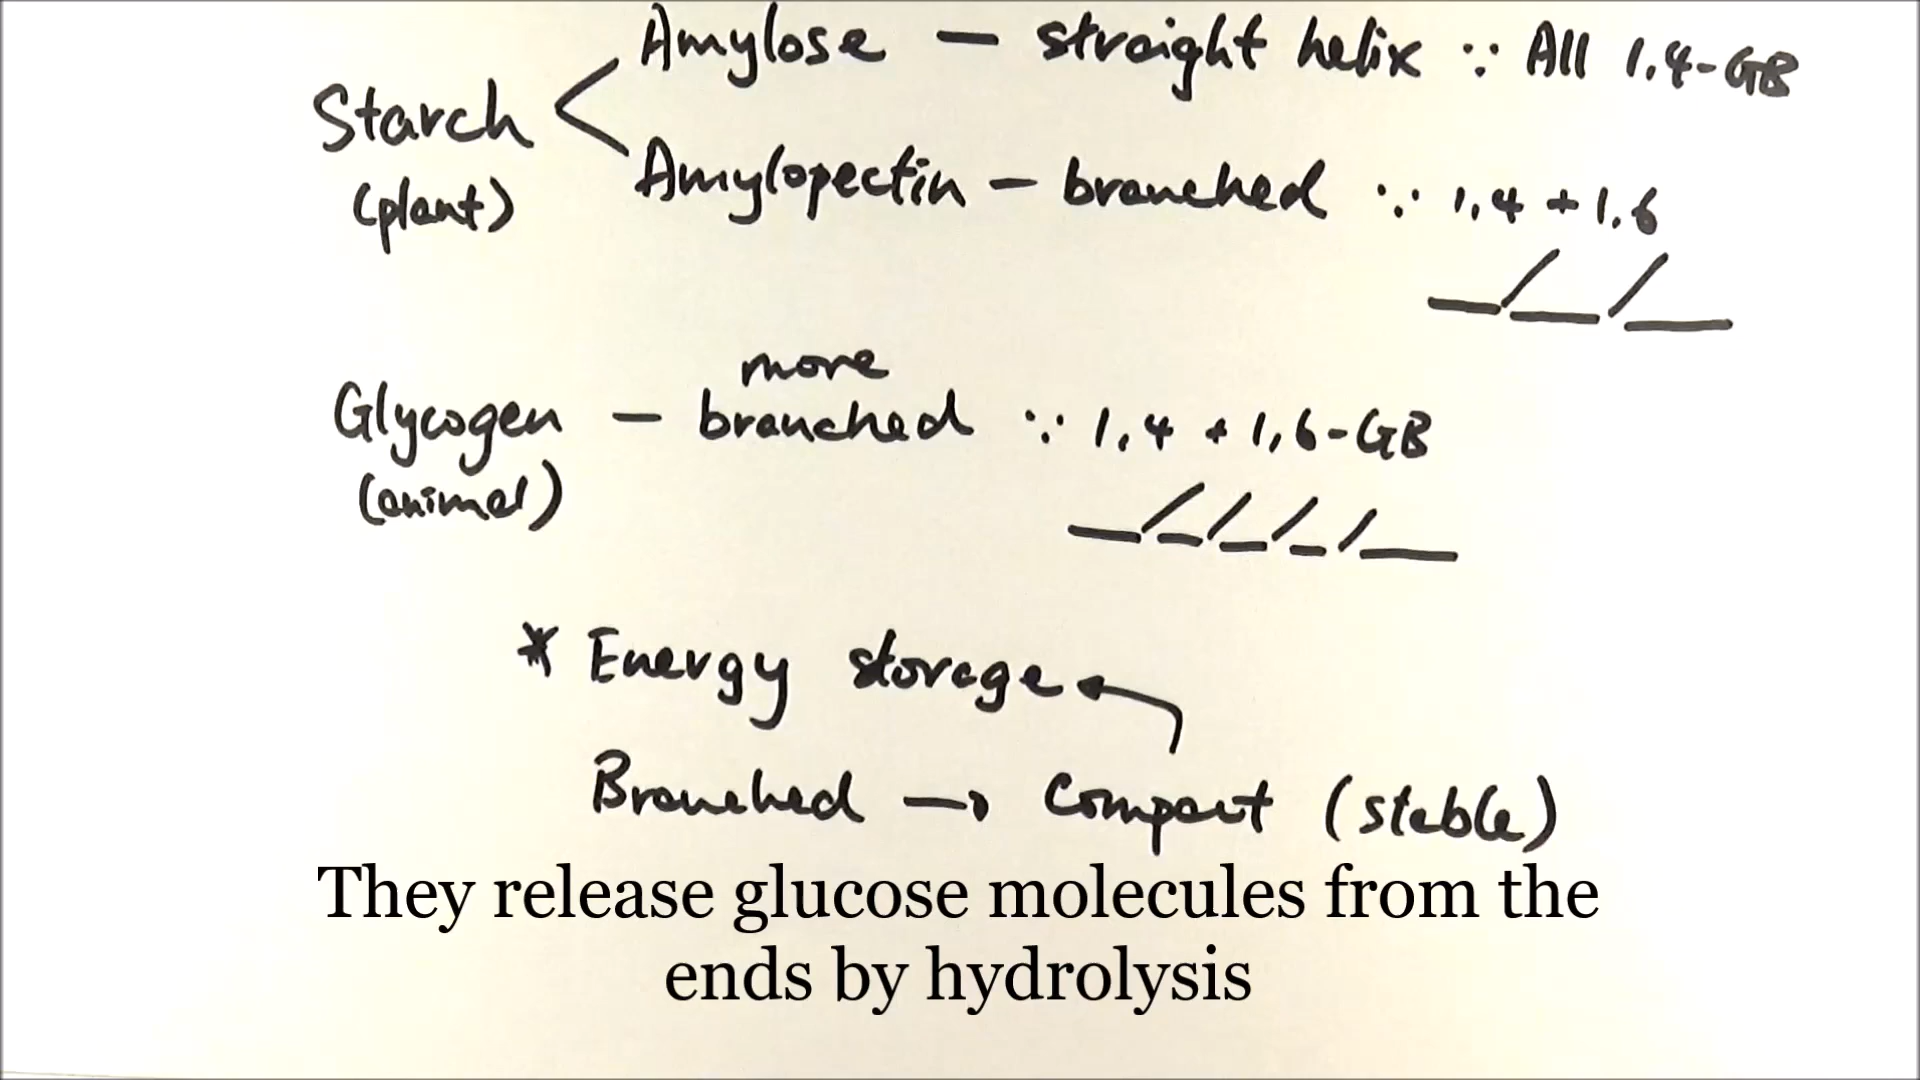 Amylose — straight helix ∵ All 1,4-GB
Starch
(plant)
Amylopectin — branched ∵ 1,4 + 1,6
more
Glycogen — branched ∵ 1,4 + 1,6-GB
(animal)
* Energy storage
Branched → Compact (stable)
They release glucose molecules from the
ends by hydrolysis